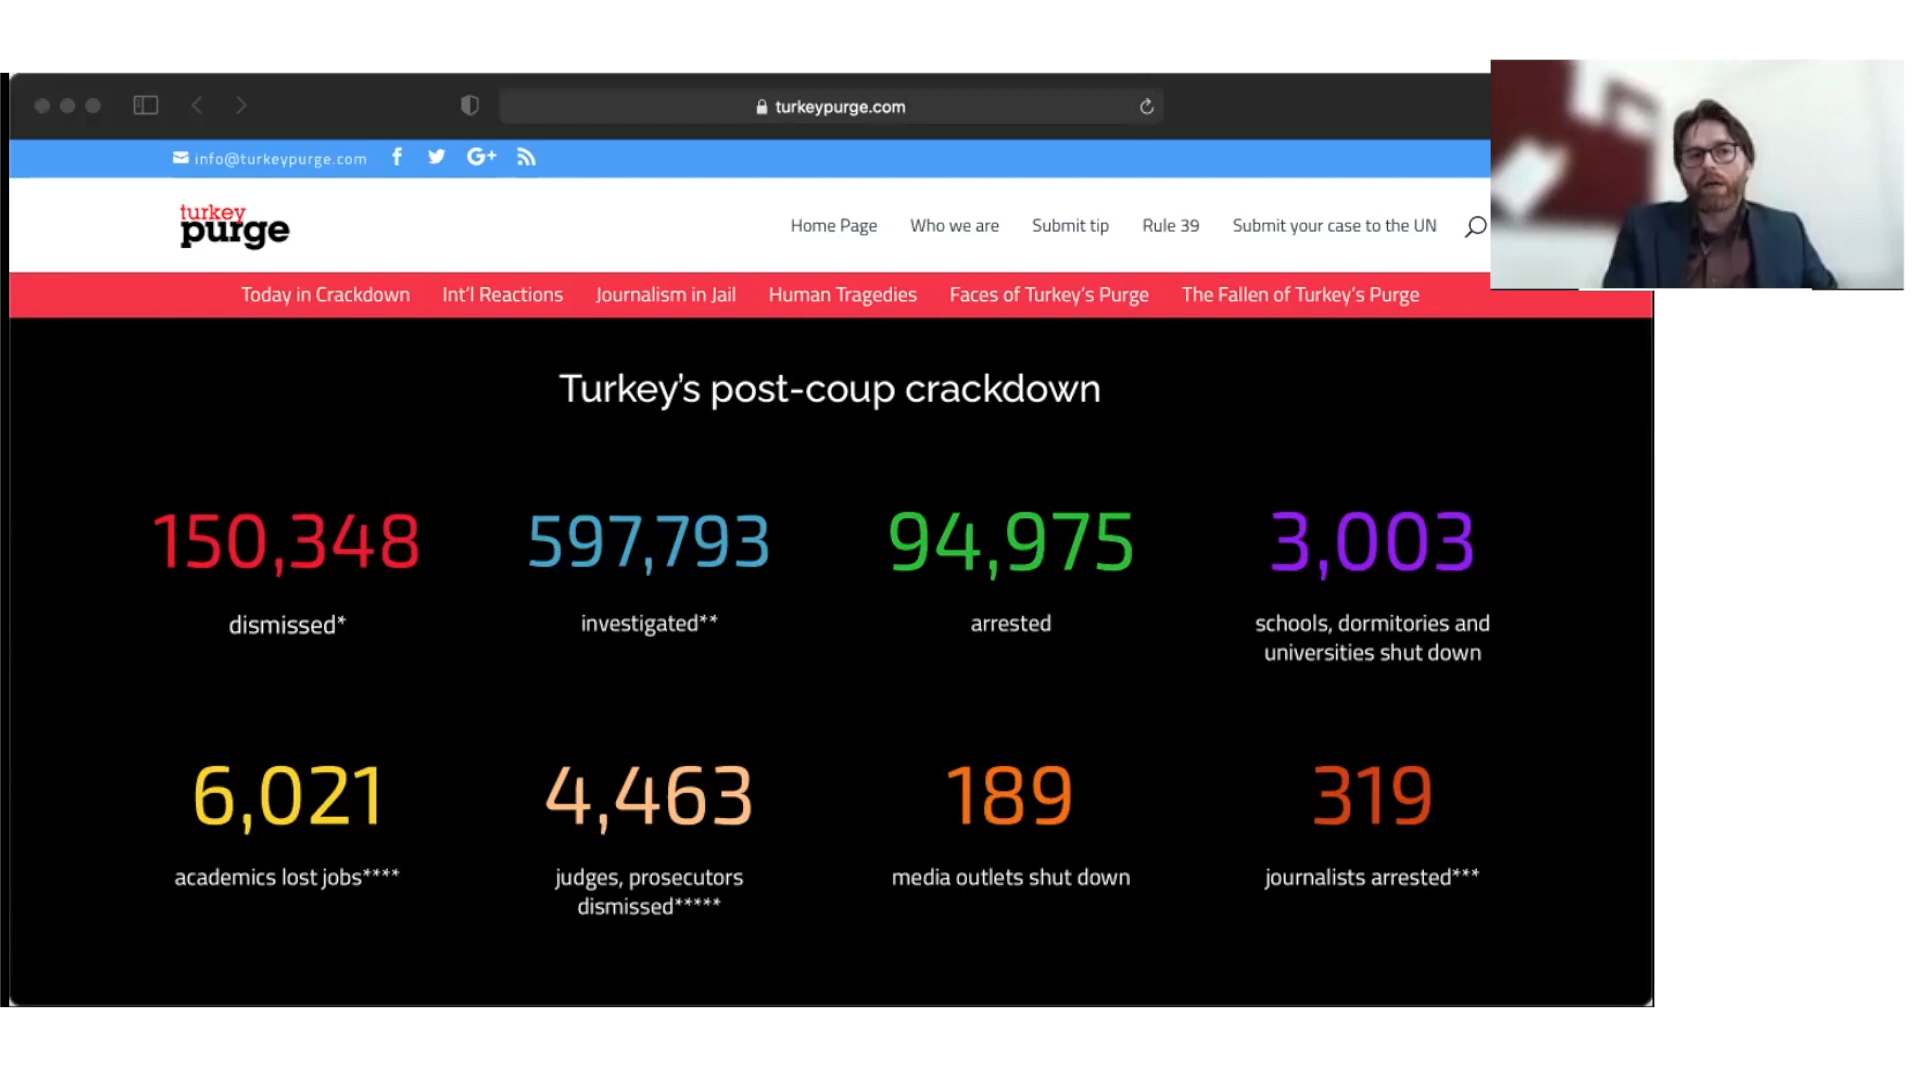 turkeypurge.com
info@turkeypurge.com
turkey
purge
Home Page Who we are Submit tip Rule 39 Submit your case to the UN
Today in Crackdown Int'l Reactions Journalism in Jail Human Tragedies Faces of Turkey's Purge The Fallen of Turkey's Purge
Turkey's post-coup crackdown
150,348 597,793 94,975 3,003
dismissed* investigated** arrested schools, dormitories and
universities shut down
6,021 4,463 189 319
academics lost jobs**** judges, prosecutors media outlets shut down journalists arrested***
dismissed*****